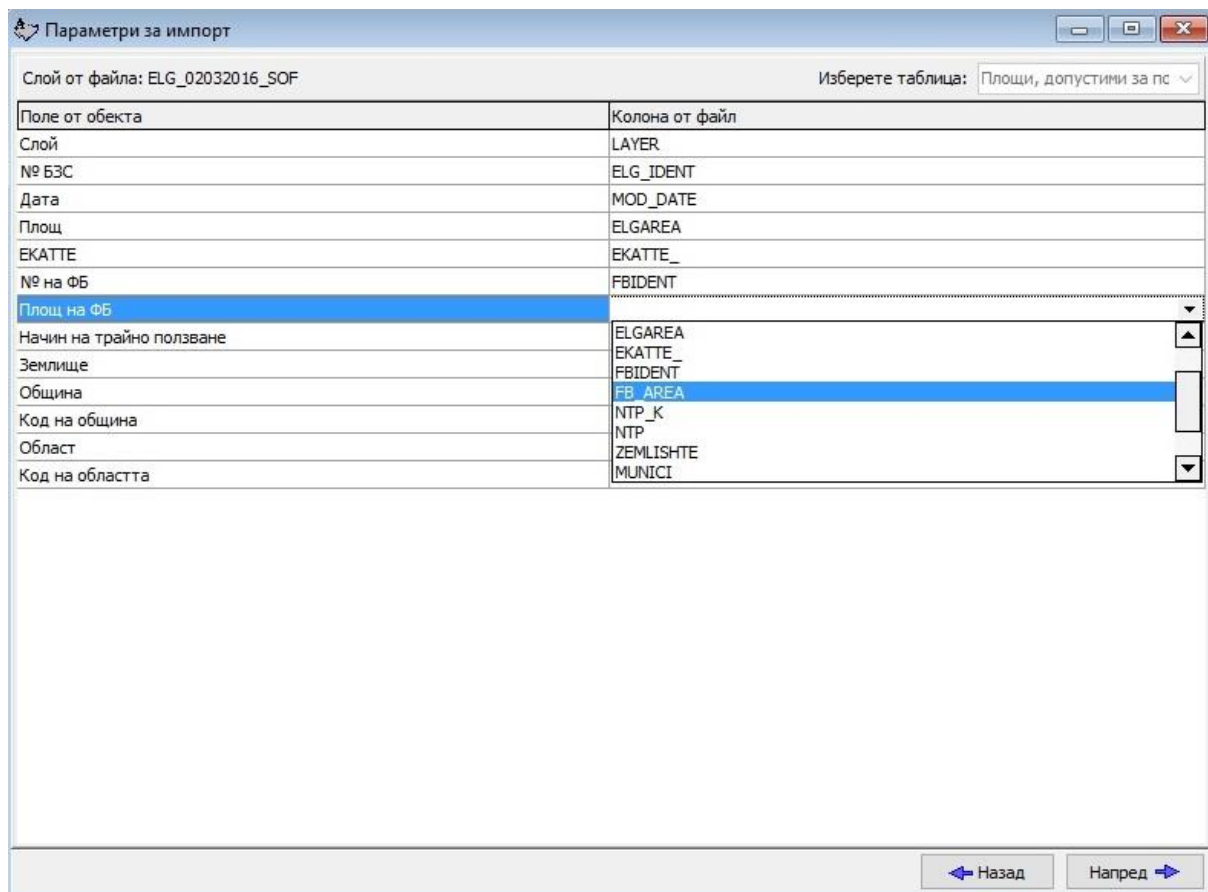 Параметри за импорт
Слой от файла: ELG_02032016_SOF Изберете таблица: Площи, допустими за по
Поле от обекта Колона от файл
Слой LAYER
№ БЗС ELG_IDENT
Дата MOD_DATE
Площ ELGAREA
ЕКАТТЕ EKATTE_
№ на ФБ FBIDENT
Площ на ФБ
Начин на трайно ползване
Землище
Община
Код на община
Област
Код на областта
ELGAREA
EKATTE_
FBIDENT
FB_AREA
NTP_K
NTP
ZEMLISHTE
MUNICI
Назад Напред